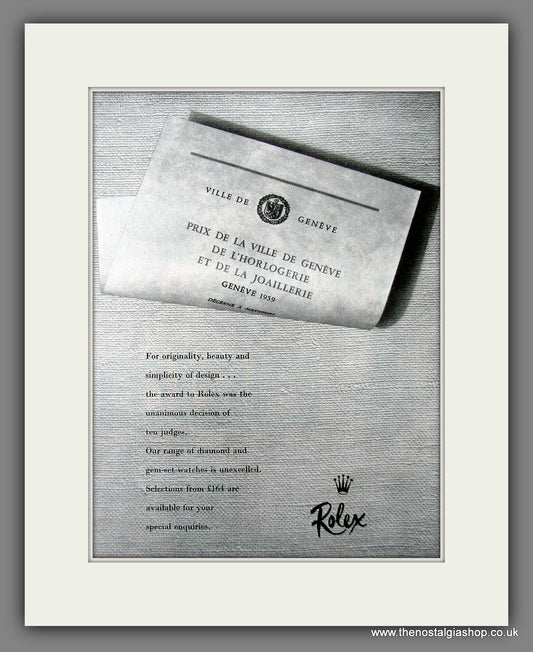 VILLE DE GENÈVE
PRIX DE LA VILLE DE GENÈVE
DE L'HORLOGERIE
ET DE LA JOAILLERIE
GENÈVE 1959
DÉCERNÉ À
For originality, beauty and
simplicity of design . . .
the award to Rolex was the
unanimous decision of
ten judges.
Our range of diamond and
gem-set watches is unexcelled.
Selections from £164 are
available for your
special enquiries.
ROLEX
www.thenostalgiashop.co.uk